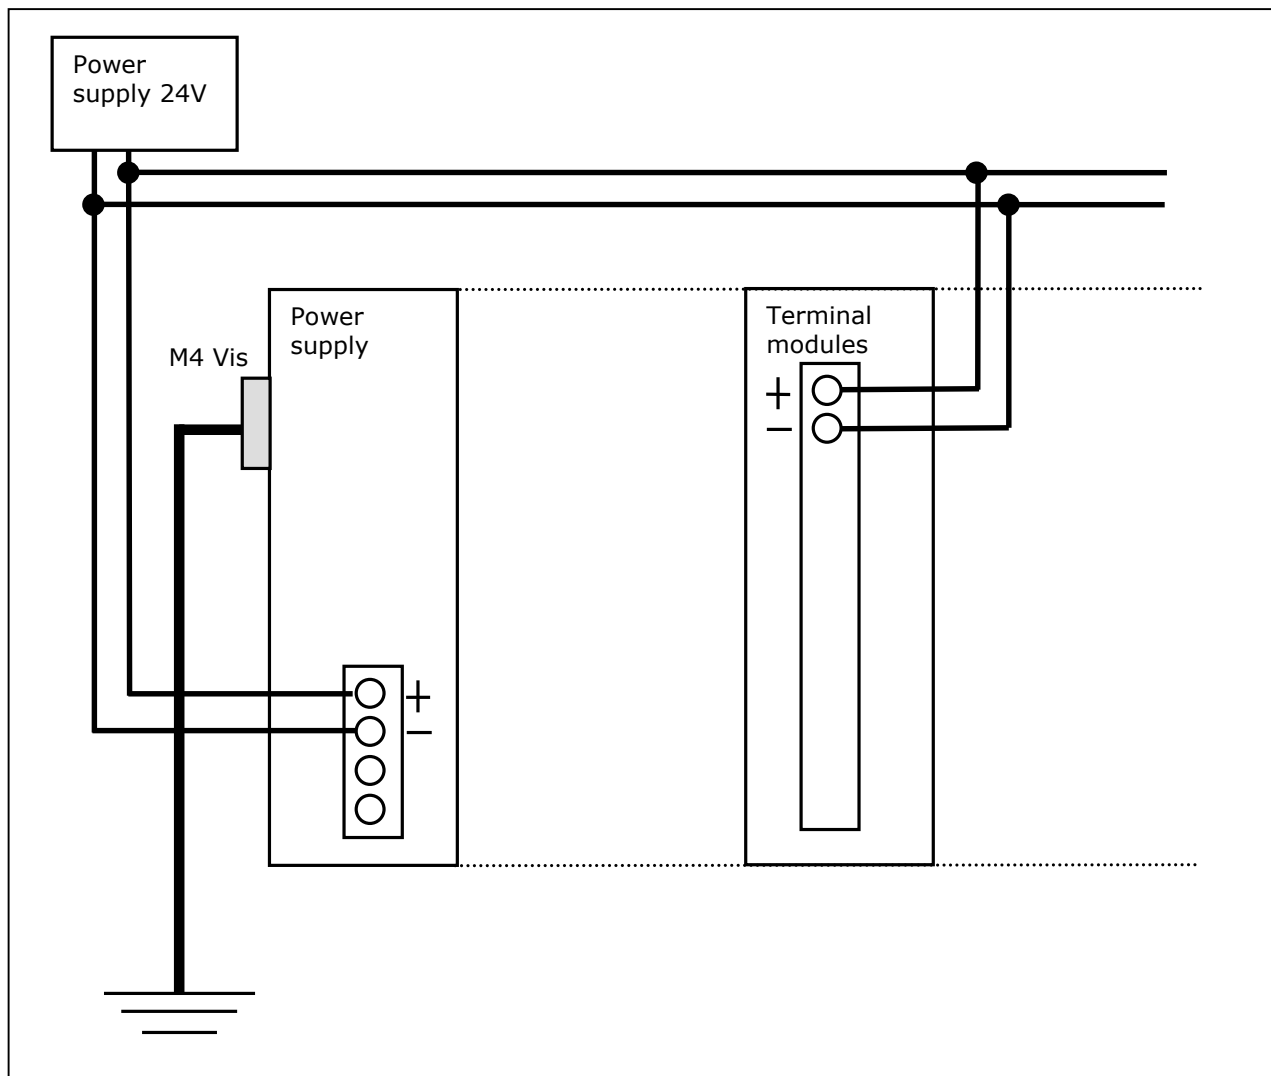 Power
supply 24V
Power
supply
Terminal
modules
M4 Vis
+
−
+
−